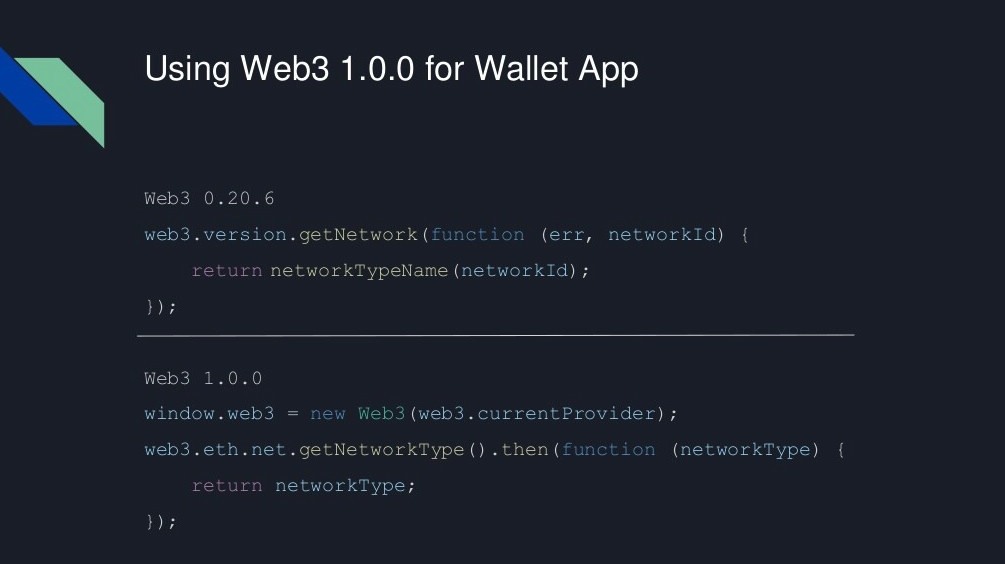 Using Web3 1.0.0 for Wallet App
Web3 0.20.6
web3.version.getNetwork(function (err, networkId) {
    return networkTypeName(networkId);
});
Web3 1.0.0
window.web3 = new Web3(web3.currentProvider);
web3.eth.net.getNetworkType().then(function (networkType) {
    return networkType;
});